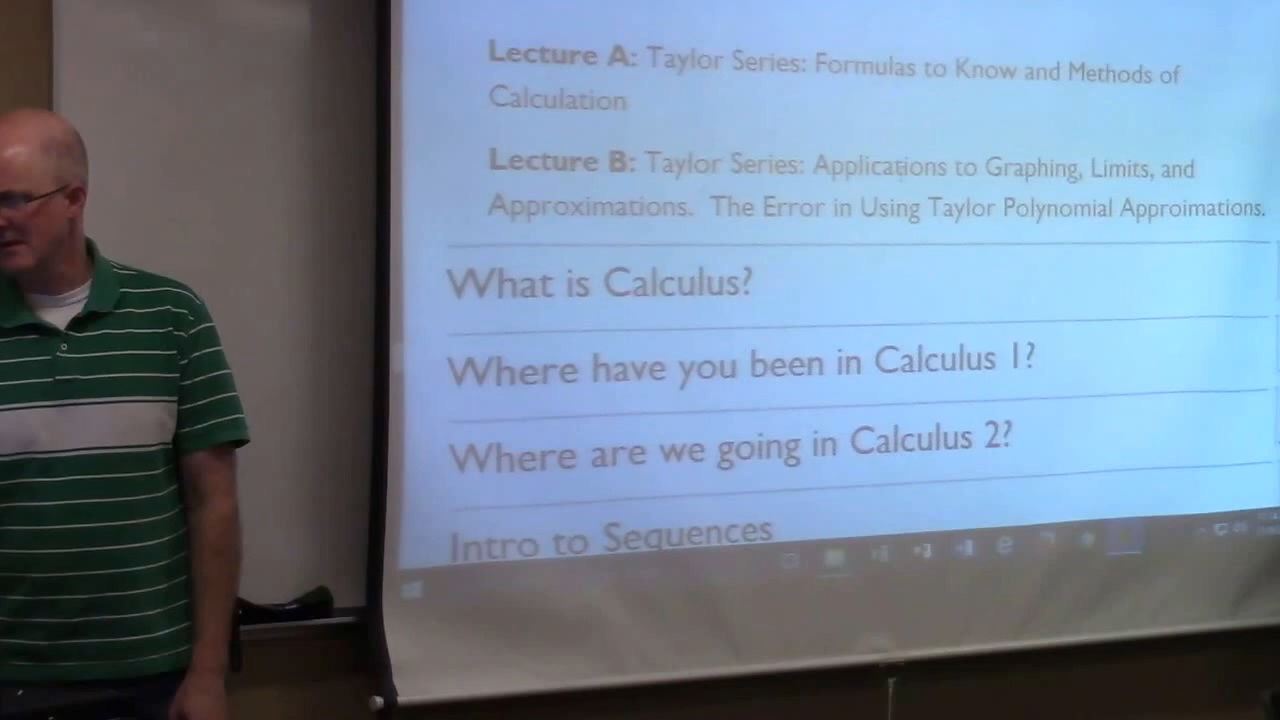 Lecture A: Taylor Series: Formulas to Know and Methods of
Calculation
Lecture B: Taylor Series: Applications to Graphing, Limits, and
Approximations. The Error in Using Taylor Polynomial Approimations.
What is Calculus?
Where have you been in Calculus 1?
Where are we going in Calculus 2?
Intro to Sequences